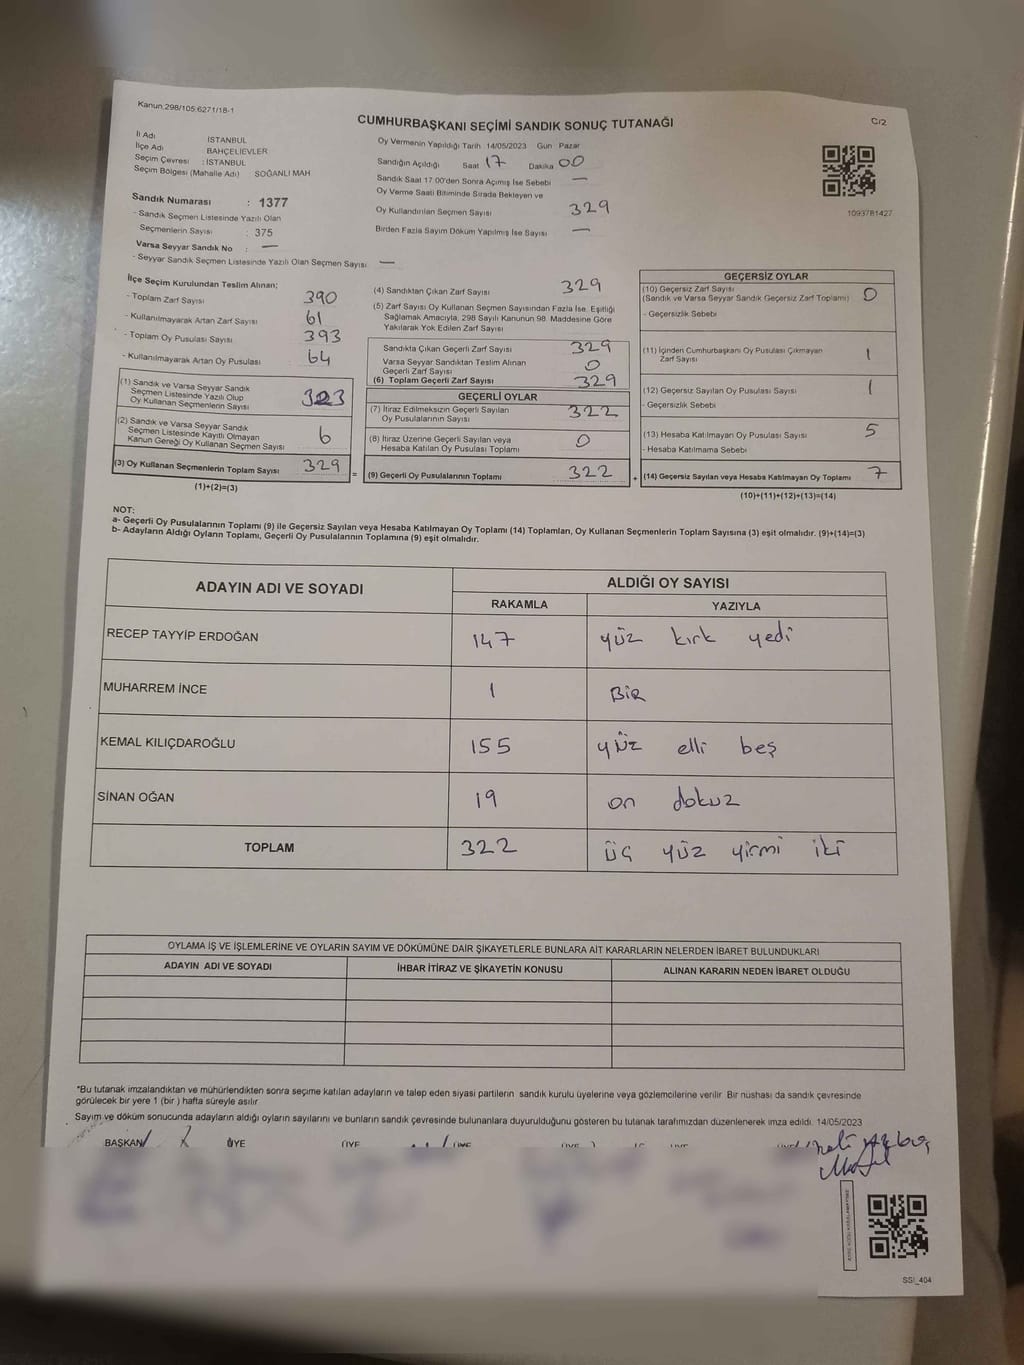 Kanun 298/105 6271/18-1
CUMHURBAŞKANI SEÇİMİ SANDIK SONUÇ TUTANAĞI
C/2
İl Adı İSTANBUL
İlçe Adı BAHÇELİEVLER
Seçim Çevresi : İSTANBUL
Seçim Bölgesi (Mahalle Adı) SOĞANLI MAH
Sandık Numarası : 1377
- Sandık Seçmen Listesinde Yazılı Olan
Seçmenlerin Sayısı : 375
Varsa Seyyar Sandık No : —
- Seyyar Sandık Seçmen Listesinde Yazılı Olan Seçmen Sayısı —
Oy Vermenin Yapıldığı Tarih 14/05/2023 Gün Pazar
Sandığın Açıldığı Saat 17 Dakika 00
Sandık Saat 17.00'den Sonra Açımış İse Sebebi —
Oy Verme Saati Bitiminde Sırada Bekleyen ve
Oy Kullandırılan Seçmen Sayısı 329
Birden Fazla Sayım Döküm Yapılmış İse Sayısı —
1093781427
İlçe Seçim Kurulundan Teslim Alınan;
- Toplam Zarf Sayısı 390
- Kullanılmayarak Artan Zarf Sayısı 61
- Toplam Oy Pusulası Sayısı 393
- Kullanılmayarak Artan Oy Pusulası 64
(1) Sandık ve Varsa Seyyar Sandık
Seçmen Listesinde Yazılı Olup
Oy Kullanan Seçmenlerin Sayısı 323
(2) Sandık ve Varsa Seyyar Sandık
Seçmen Listesinde Kayıtlı Olmayan
Kanun Gereği Oy Kullanan Seçmen Sayısı 6
(3) Oy Kullanan Seçmenlerin Toplam Sayısı 329
(1)+(2)=(3)
(4) Sandıktan Çıkan Zarf Sayısı 329
(5) Zarf Sayısı Oy Kullanan Seçmen Sayısından Fazla İse, Eşitliği
Sağlamak Amacıyla, 298 Sayılı Kanunun 98. Maddesine Göre
Yakılarak Yok Edilen Zarf Sayısı
Sandıkta Çıkan Geçerli Zarf Sayısı 329
Varsa Seyyar Sandıktan Teslim Alınan
Geçerli Zarf Sayısı 0
(6) Toplam Geçerli Zarf Sayısı 329
GEÇERLİ OYLAR
(7) İtiraz Edilmeksizin Geçerli Sayılan
Oy Pusulalarının Sayısı 322
(8) İtiraz Üzerine Geçerli Sayılan veya
Hesaba Katılan Oy Pusulası Toplamı 0
= (9) Geçerli Oy Pusulalarının Toplamı 322
GEÇERSİZ OYLAR
(10) Geçersiz Zarf Sayısı
(Sandık ve Varsa Seyyar Sandık Geçersiz Zarf Toplamı) 0
- Geçersizlik Sebebi
(11) İçinden Cumhurbaşkanı Oy Pusulası Çıkmayan
Zarf Sayısı 1
(12) Geçersiz Sayılan Oy Pusulası Sayısı 1
- Geçersizlik Sebebi
(13) Hesaba Katılmayan Oy Pusulası Sayısı 5
- Hesaba Katılmama Sebebi
+ (14) Geçersiz Sayılan veya Hesaba Katılmayan Oy Toplamı 7
(10)+(11)+(12)+(13)=(14)
NOT:
a- Geçerli Oy Pusulalarının Toplamı (9) ile Geçersiz Sayılan veya Hesaba Katılmayan Oy Toplamı (14) Toplamları, Oy Kullanan Seçmenlerin Toplam Sayısına (3) eşit olmalıdır. (9)+(14)=(3)
b- Adayların Aldığı Oyların Toplamı, Geçerli Oy Pusulalarının Toplamına (9) eşit olmalıdır.
ADAYIN ADI VE SOYADI
ALDIĞI OY SAYISI
RAKAMLA YAZIYLA
RECEP TAYYİP ERDOĞAN 147 yüz kırk yedi
MUHARREM İNCE 1 BİR
KEMAL KILIÇDAROĞLU 155 yüz elli beş
SİNAN OĞAN 19 on dokuz
TOPLAM 322 üç yüz yirmi iki
OYLAMA İŞ VE İŞLEMLERİNE VE OYLARIN SAYIM VE DÖKÜMÜNE DAİR ŞİKAYETLERLE BUNLARA AİT KARARLARIN NELERDEN İBARET BULUNDUKLARI
ADAYIN ADI VE SOYADI İHBAR İTİRAZ VE ŞİKAYETİN KONUSU ALINAN KARARIN NEDEN İBARET OLDUĞU
*Bu tutanak imzalandıktan ve mühürlendikten sonra seçime katılan adayların ve talep eden siyasi partilerin sandık kurulu üyelerine veya gözlemcilerine verilir. Bir nüshası da sandık çevresinde
görülecek bir yere 1 (bir ) hafta süreyle asılır
Sayım ve döküm sonucunda adayların aldığı oyların sayılarını ve bunların sandık çevresinde bulunanlara duyurulduğunu gösteren bu tutanak tarafımızdan düzenlenerek imza edildi. 14/05/2023
BAŞKAN ÜYE
SSI_404